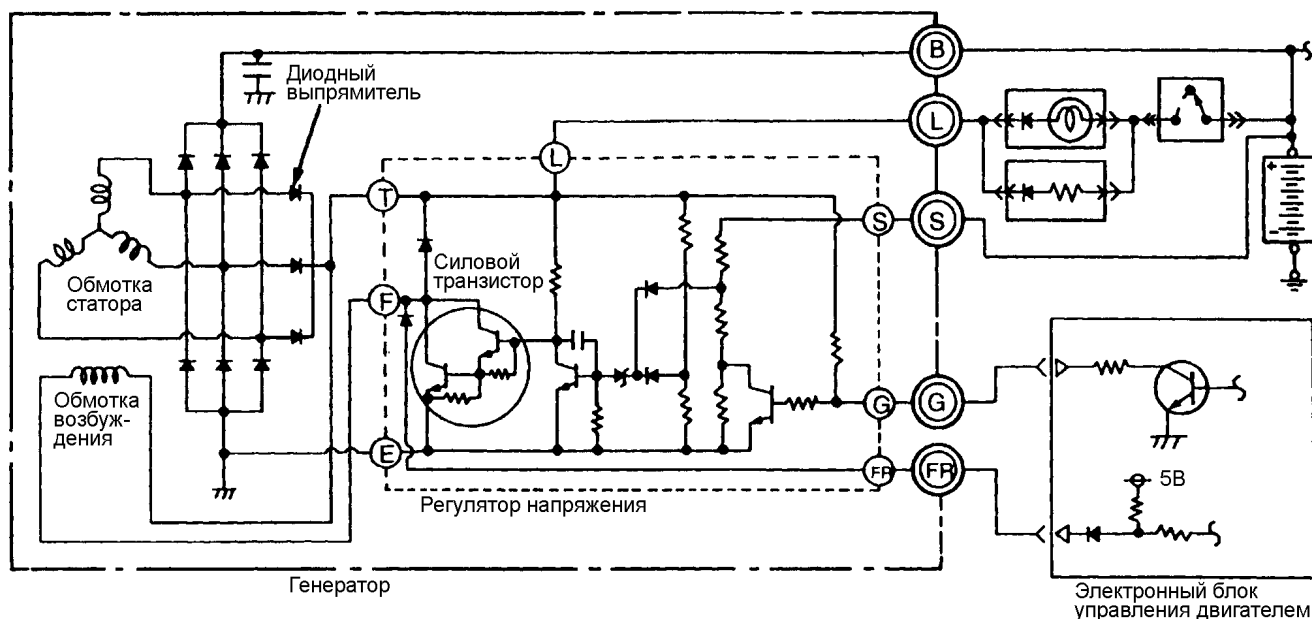 B
Диодный
выпрямитель
L
L
T
S
S
Силовой
транзистор
Обмотка
статора
F
Обмотка
возбуж-
дения
G
G
E
FR
FR
5В
Регулятор напряжения
Генератор
Электронный блок
управления двигателем
+